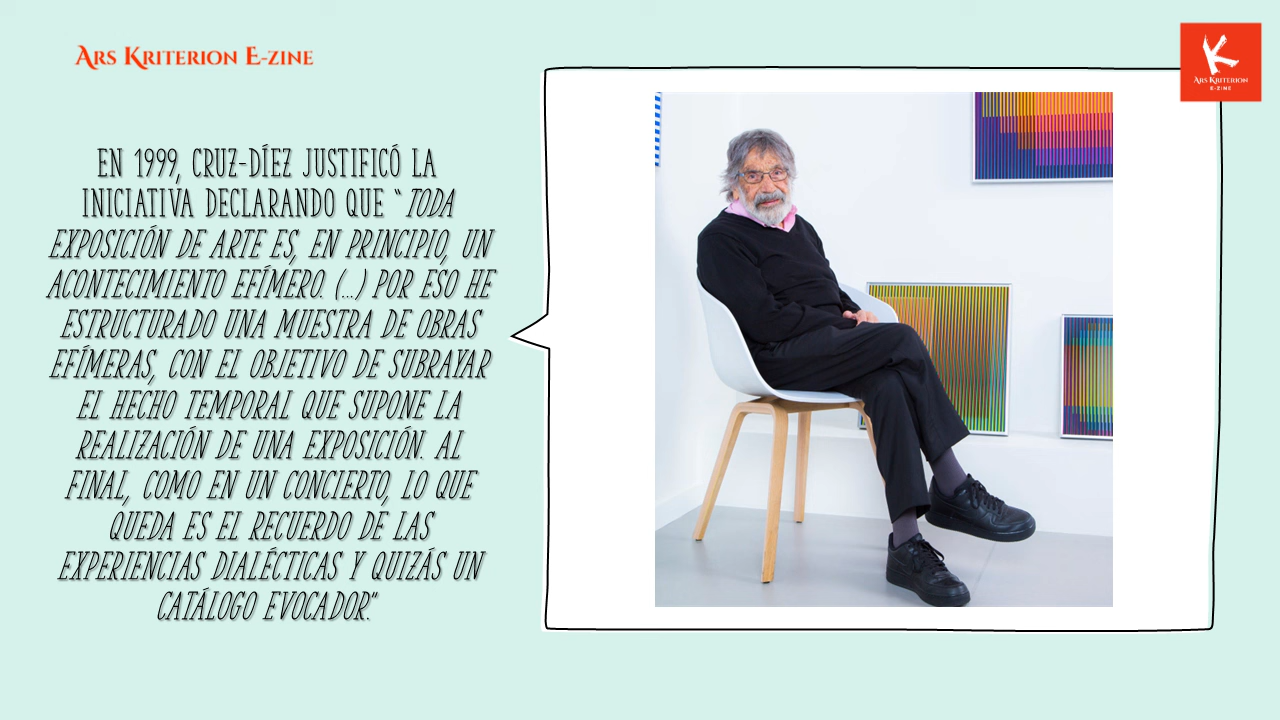 Ars Kriterion E-zine
K
Ars Kriterion
E-zine
EN 1999, CRUZ-DÍEZ JUSTIFICÓ LA
INICIATIVA DECLARANDO QUE “TODA
EXPOSICIÓN DE ARTE ES, EN PRINCIPIO, UN
ACONTECIMIENTO EFÍMERO. (...) POR ESO HE
ESTRUCTURADO UNA MUESTRA DE OBRAS
EFÍMERAS, CON EL OBJETIVO DE SUBRAYAR
EL HECHO TEMPORAL QUE SUPONE LA
REALIZACIÓN DE UNA EXPOSICIÓN. AL
FINAL, COMO EN UN CONCIERTO, LO QUE
QUEDA ES EL RECUERDO DE LAS
EXPERIENCIAS DIALÉCTICAS Y QUIZÁS UN
CATÁLOGO EVOCADOR.”